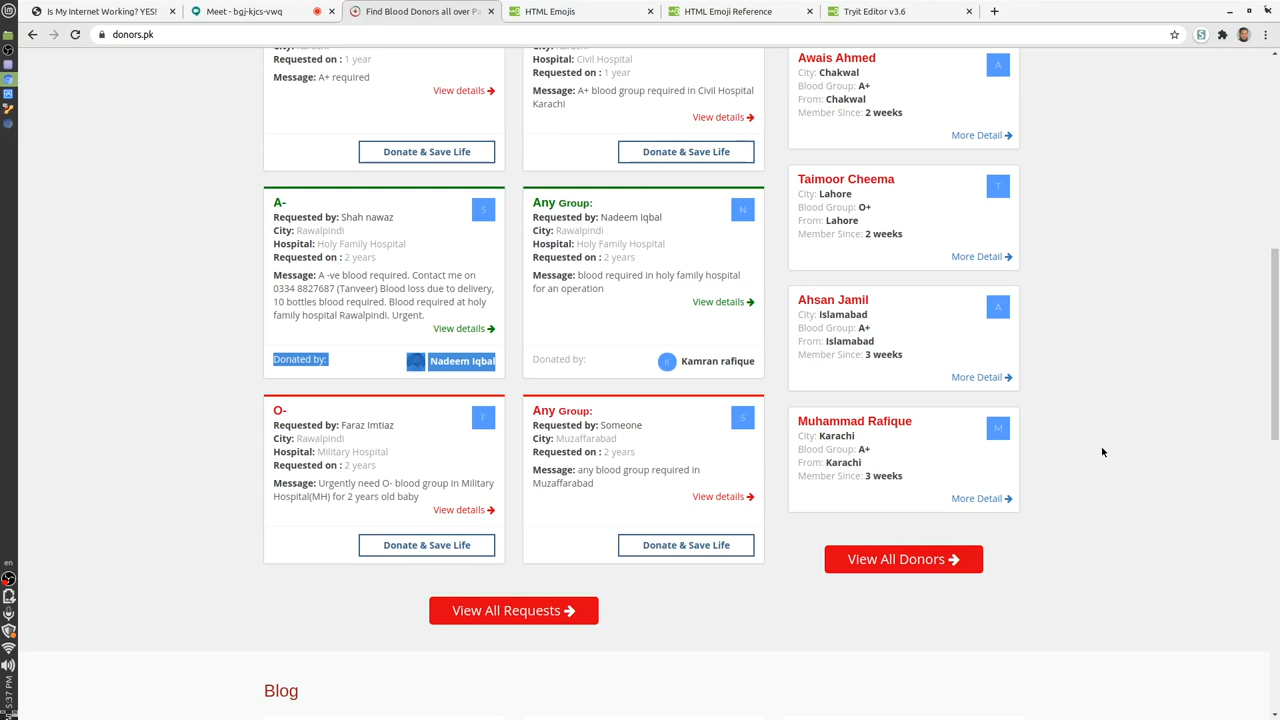 Is My Internet Working? YES!
Meet - bgj-kjcs-vwq
Find Blood Donors all over Pa
HTML Emojis
HTML Emoji Reference
Tryit Editor v3.6
donors.pk
Requested on : 1 year
Message: A+ required
View details
Donate & Save Life
Hospital: Civil Hospital
Requested on : 1 year
Message: A+ blood group required in Civil Hospital
Karachi
View details
Donate & Save Life
A-
S
Requested by: Shah nawaz
City: Rawalpindi
Hospital: Holy Family Hospital
Requested on : 2 years
Message: A -ve blood required. Contact me on
0334 8827687 (Tanveer) Blood loss due to delivery,
10 bottles blood required. Blood required at holy
family hospital Rawalpindi. Urgent.
View details
Donated by:
Nadeem Iqbal
Any Group:
N
Requested by: Nadeem Iqbal
City: Rawalpindi
Hospital: Holy Family Hospital
Requested on : 2 years
Message: blood required in holy family hospital
for an operation
View details
Donated by:
K
Kamran rafique
O-
F
Requested by: Faraz Imtiaz
City: Rawalpindi
Hospital: Military Hospital
Requested on : 2 years
Message: Urgently need O- blood group in Military
Hospital(MH) for 2 years old baby
View details
Donate & Save Life
Any Group:
S
Requested by: Someone
City: Muzaffarabad
Requested on : 2 years
Message: any blood group required in
Muzaffarabad
View details
Donate & Save Life
View All Requests
Awais Ahmed
A
City: Chakwal
Blood Group: A+
From: Chakwal
Member Since: 2 weeks
More Detail
Taimoor Cheema
T
City: Lahore
Blood Group: O+
From: Lahore
Member Since: 2 weeks
More Detail
Ahsan Jamil
A
City: Islamabad
Blood Group: A+
From: Islamabad
Member Since: 3 weeks
More Detail
Muhammad Rafique
M
City: Karachi
Blood Group: A+
From: Karachi
Member Since: 3 weeks
More Detail
View All Donors
Blog
en
5:37 PM